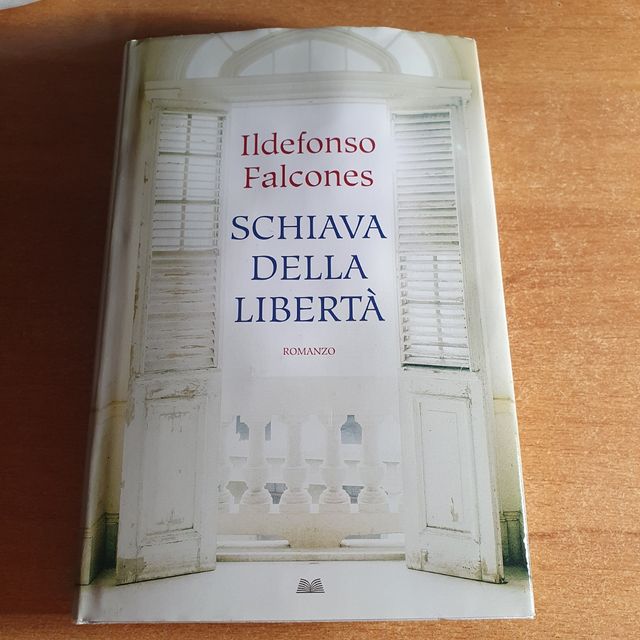 Ildefonso
Falcones
SCHIAVA
DELLA
LIBERTÀ
ROMANZO